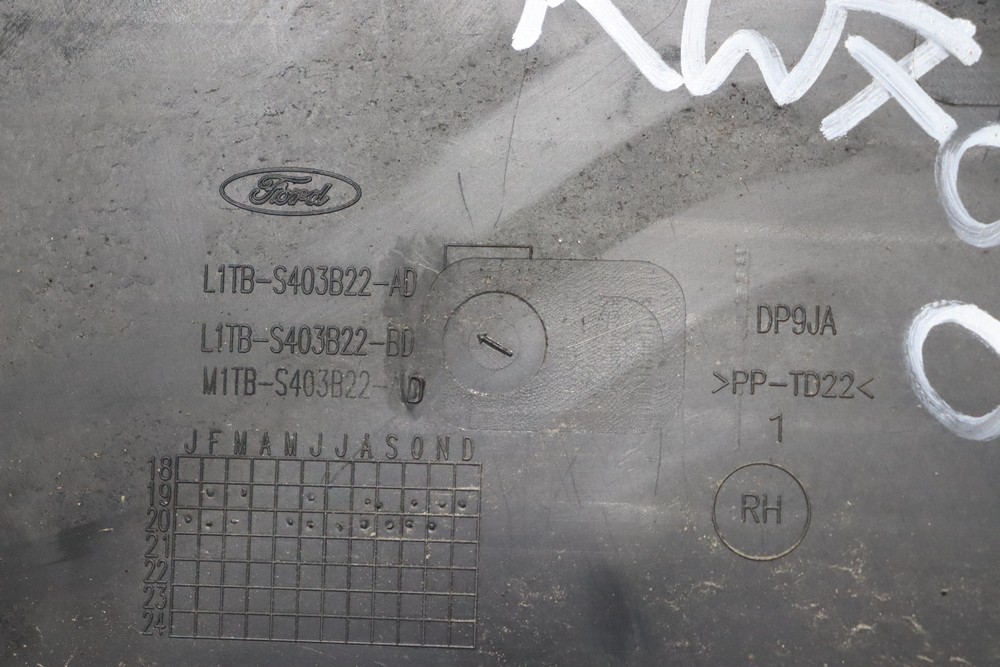 Ford
L1TB-S403B22-AD
L1TB-S403B22-BD
M1TB-S403B22-
DP9JA
>PP-TD22<
1
RH
J F M A M J J A S O N D
18
19
20
21
22
23
24